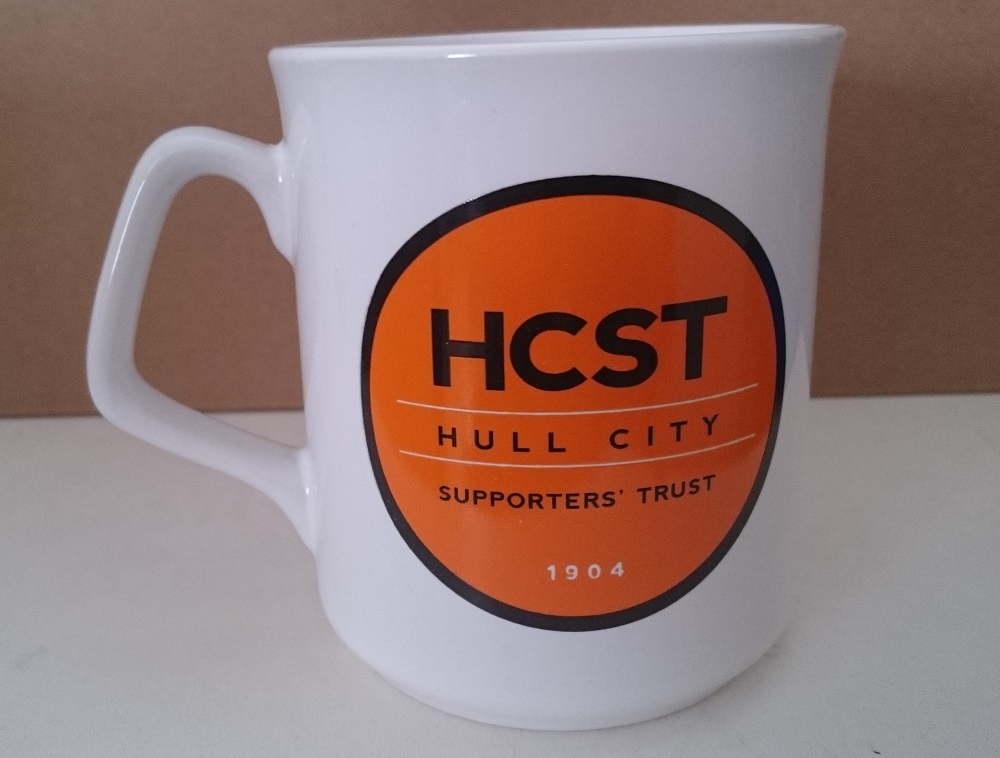 HCST
HULL CITY
SUPPORTERS' TRUST
1904